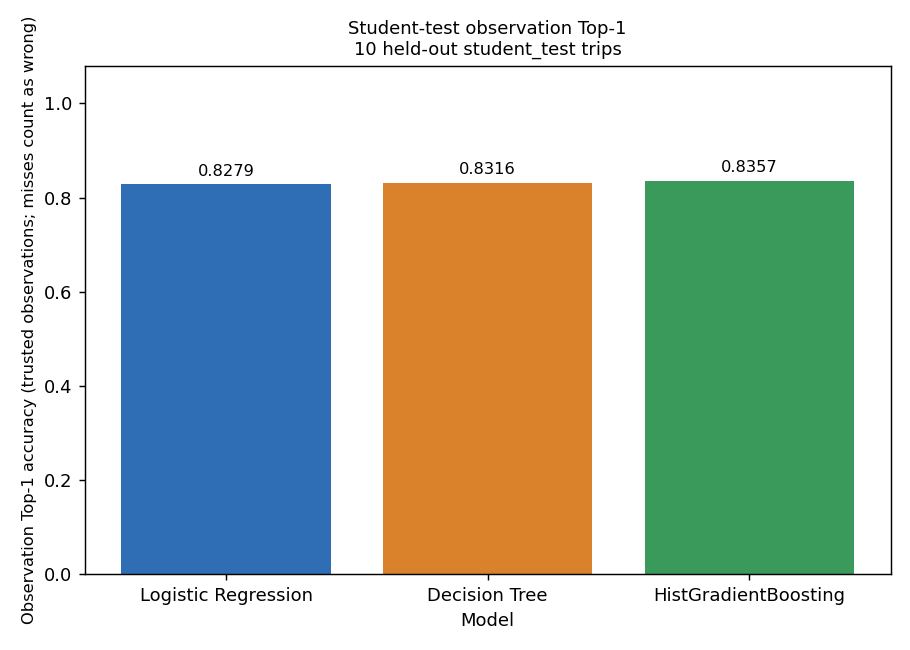 Student-test observation Top-1
10 held-out student_test trips
Observation Top-1 accuracy (trusted observations; misses count as wrong)
1.0
0.8
0.6
0.4
0.2
0.0
0.8279
0.8316
0.8357
Logistic Regression
Decision Tree
HistGradientBoosting
Model